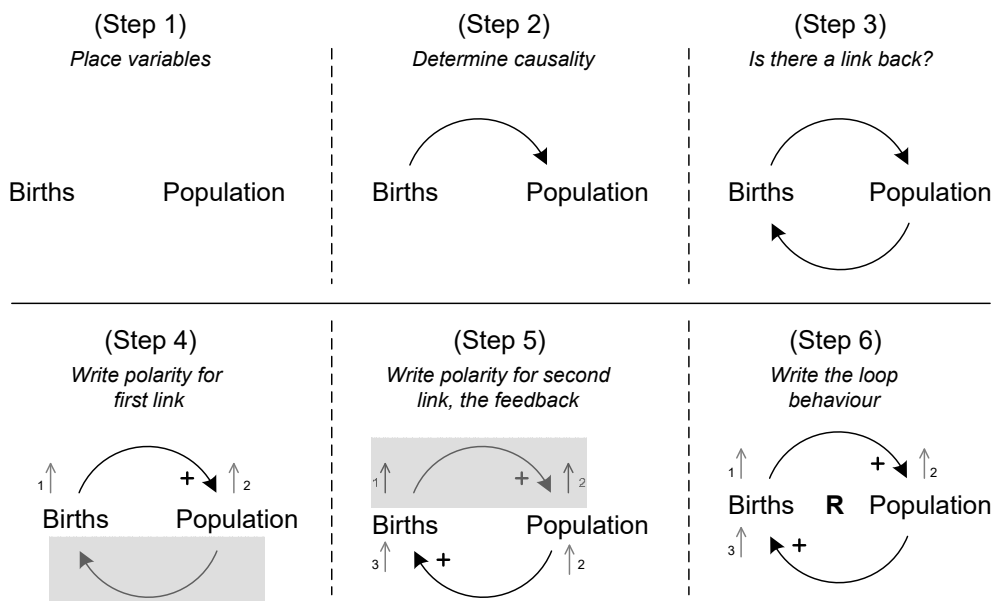 (Step 1)
Place variables
Births Population
(Step 2)
Determine causality
Births Population
(Step 3)
Is there a link back?
Births Population
(Step 4)
Write polarity for
first link
1 + 2
Births Population
(Step 5)
Write polarity for second
link, the feedback
1 + 2
Births Population
3 + 2
(Step 6)
Write the loop
behaviour
1 + 2
Births R Population
3 +